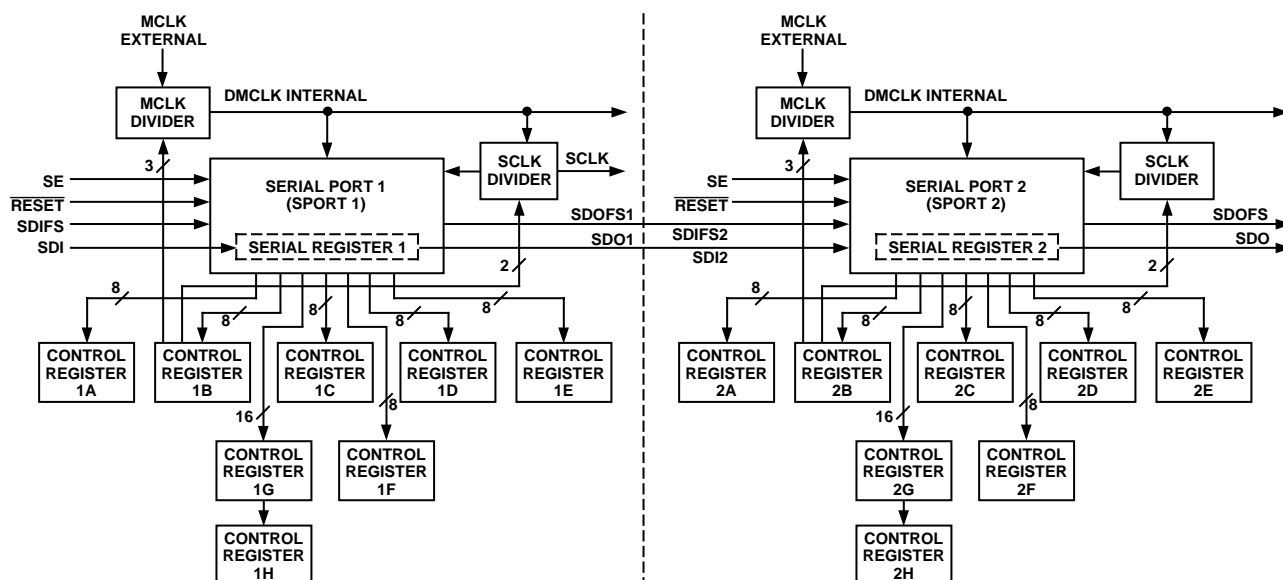 MCLK
EXTERNAL
MCLK
DIVIDER
DMCLK INTERNAL
3
SE
RESET
SDIFS
SDI
SERIAL PORT 1
(SPORT 1)
SERIAL REGISTER 1
SCLK
DIVIDER
SCLK
SDOFS1
SDO1
2
8
8
8
8
8
CONTROL
REGISTER
1A
CONTROL
REGISTER
1B
CONTROL
REGISTER
1C
CONTROL
REGISTER
1D
CONTROL
REGISTER
1E
16
8
CONTROL
REGISTER
1G
CONTROL
REGISTER
1F
CONTROL
REGISTER
1H
MCLK
EXTERNAL
MCLK
DIVIDER
DMCLK INTERNAL
3
SE
RESET
SDIFS2
SDI2
SERIAL PORT 2
(SPORT 2)
SERIAL REGISTER 2
SCLK
DIVIDER
SDOFS
SDO
2
8
8
8
8
8
CONTROL
REGISTER
2A
CONTROL
REGISTER
2B
CONTROL
REGISTER
2C
CONTROL
REGISTER
2D
CONTROL
REGISTER
2E
16
8
CONTROL
REGISTER
2G
CONTROL
REGISTER
2F
CONTROL
REGISTER
2H